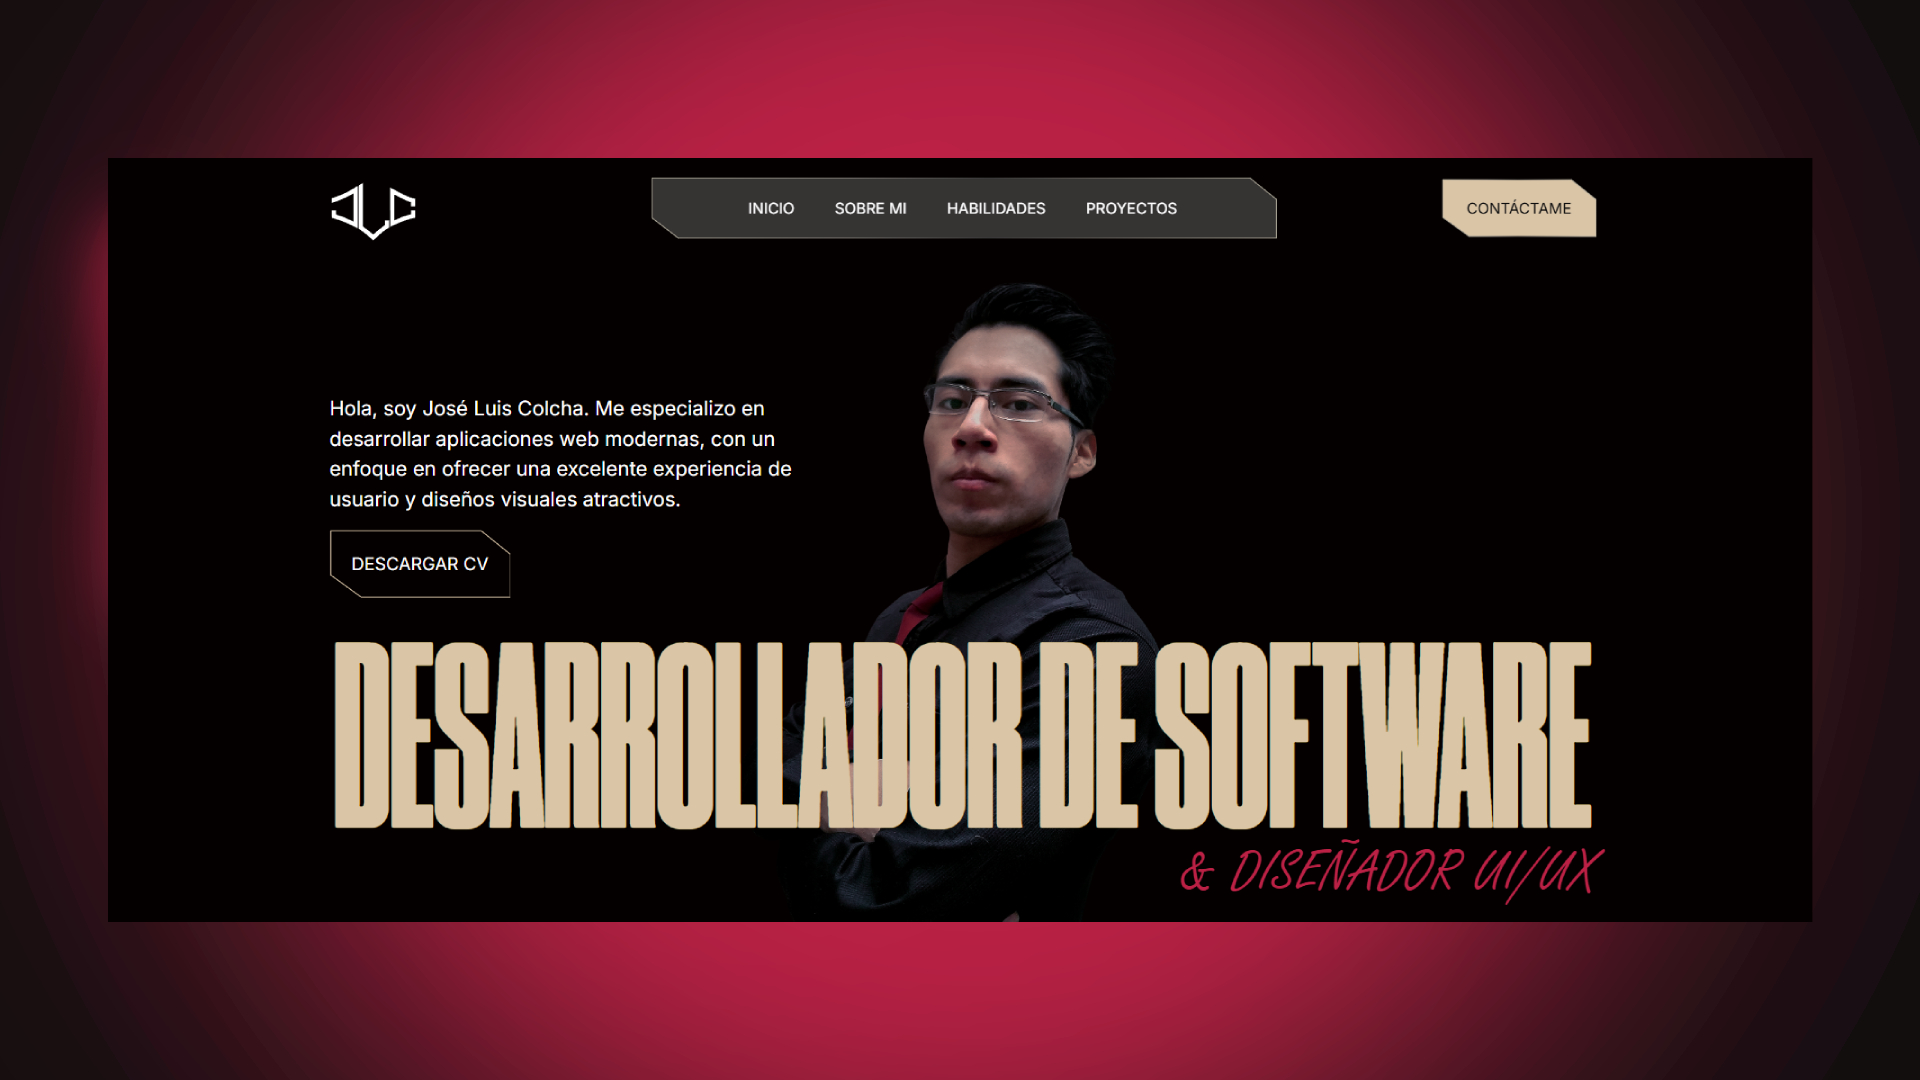 JLC
INICIO SOBRE MI HABILIDADES PROYECTOS
CONTÁCTAME
Hola, soy José Luis Colcha. Me especializo en
desarrollar aplicaciones web modernas, con un
enfoque en ofrecer una excelente experiencia de
usuario y diseños visuales atractivos.
DESCARGAR CV
DESARROLLADOR DE SOFTWARE
& DISEÑADOR UI/UX